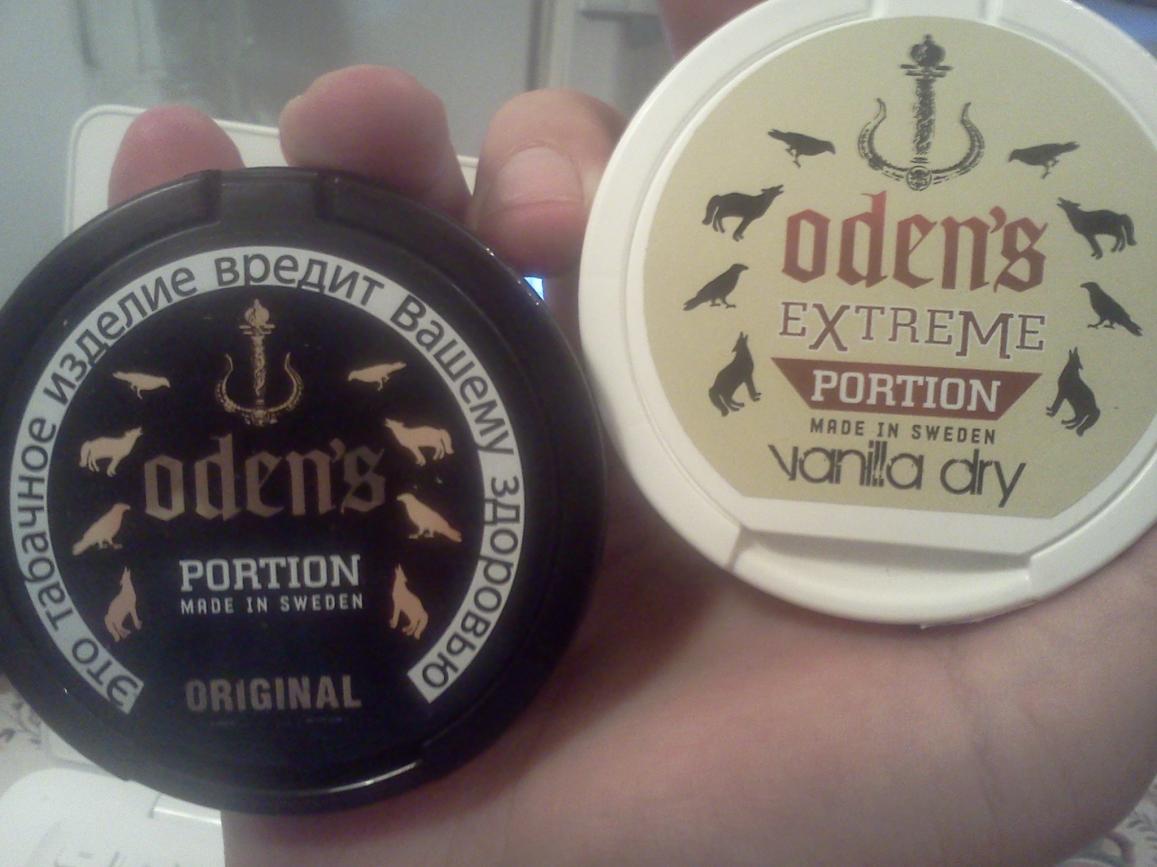 Это табачное изделие вредит Вашему здоровью
oden's
PORTION
MADE IN SWEDEN
ORIGINAL
oden's
EXTREME
PORTION
MADE IN SWEDEN
vanilla dry